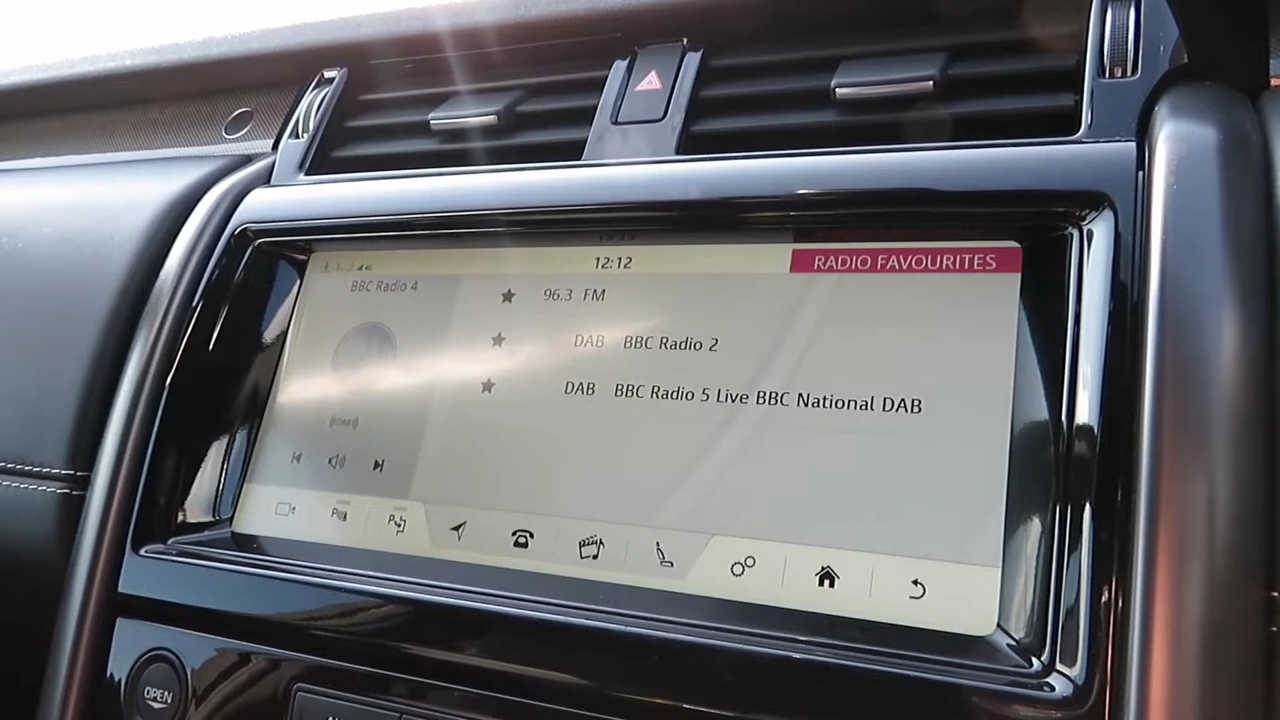 12:12
RADIO FAVOURITES
BBC Radio 4
96.3 FM
DAB BBC Radio 2
DAB BBC Radio 5 Live BBC National DAB
(((DAB)))
OPEN